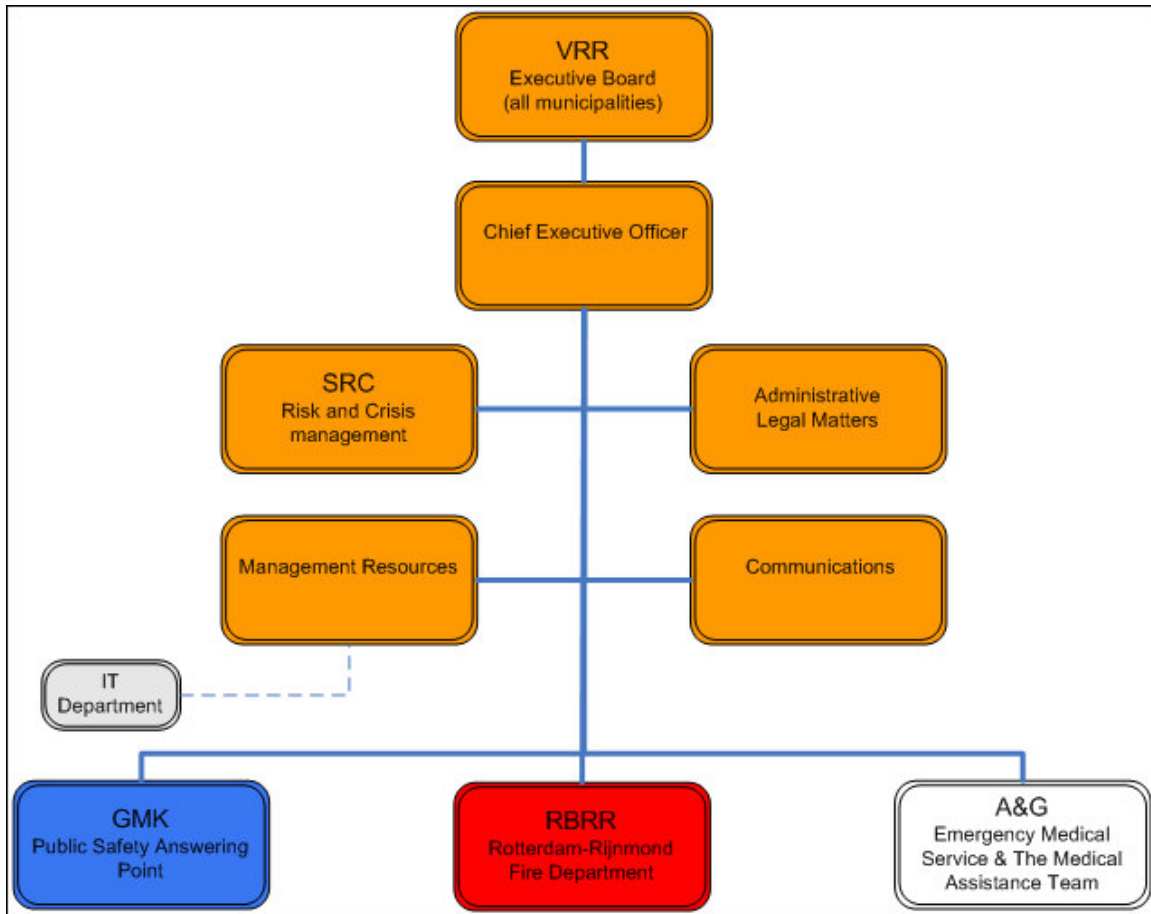 VRR
Executive Board
(all municipalities)
Chief Executive Officer
SRC
Risk and Crisis
management
Administrative
Legal Matters
Management Resources
Communications
IT
Department
GMK
Public Safety Answering
Point
RBRR
Rotterdam-Rijnmond
Fire Department
A&G
Emergency Medical
Service & The Medical
Assistance Team